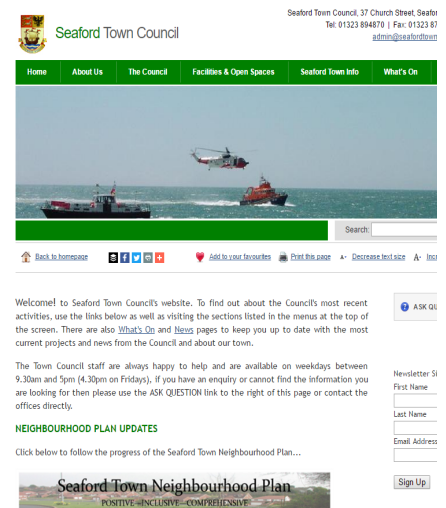 Seaford Town Council, 37 Church Street, Seafor
Tel: 01323 894870 | Fax: 01323 87
admin@seafordtown
Seaford Town Council
Home About Us The Council Facilities & Open Spaces Seaford Town Info What's On
Search:
Back to homepage Add to your favourites Print this page A- Decrease text size A- Incr
Welcome! to Seaford Town Council's website. To find out about the Council's most recent
activities, use the links below as well as visiting the sections listed in the menus at the top of
the screen. There are also What's On and News pages to keep you up to date with the most
current projects and news from the Council and about our town.
The Town Council staff are always happy to help and are available on weekdays between
9.30am and 5pm (4.30pm on Fridays), if you have an enquiry or cannot find the information you
are looking for then please use the ASK QUESTION link to the right of this page or contact the
offices directly.
NEIGHBOURHOOD PLAN UPDATES
Click below to follow the progress of the Seaford Town Neighbourhood Plan...
Seaford Town Neighbourhood Plan
POSITIVE - INCLUSIVE - COMPREHENSIVE
ASK QU
Newsletter Si
First Name
Last Name
Email Address
Sign Up